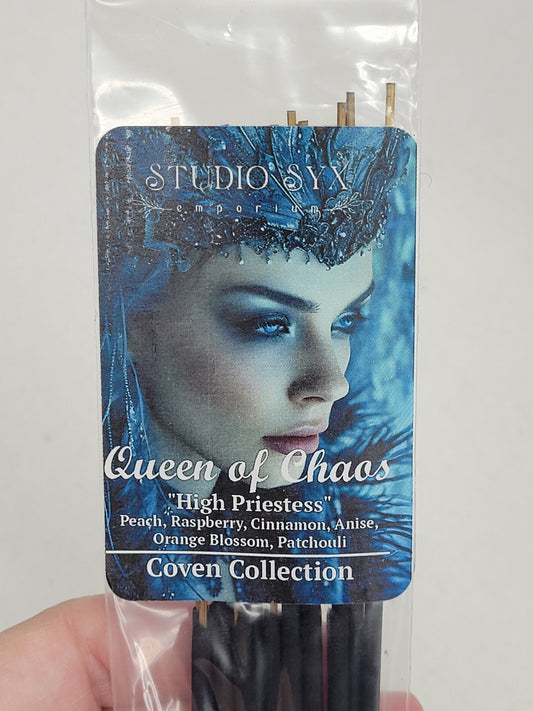 STUDIO SYX
emporium
Queen of Chaos
"High Priestess"
Peach, Raspberry, Cinnamon, Anise,
Orange Blossom, Patchouli
Coven Collection